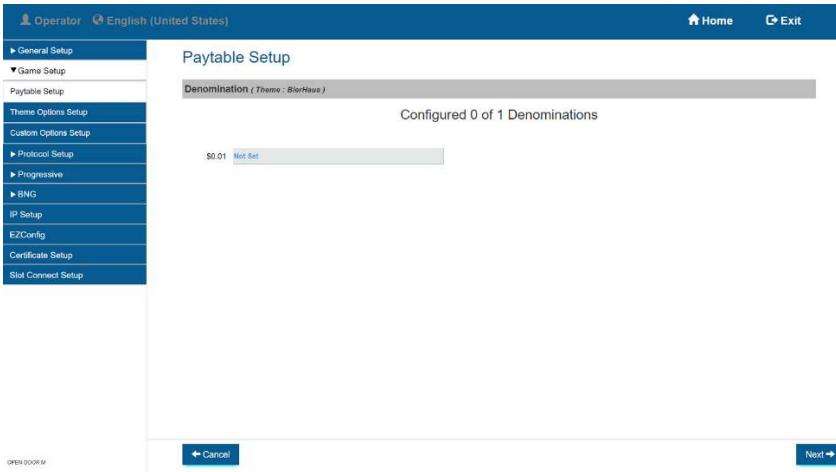 Operator English (United States) Home Exit
▶ General Setup
▼ Game Setup
Paytable Setup
Theme Options Setup
Custom Options Setup
▶ Protocol Setup
▶ Progressive
▶ BNG
IP Setup
EZConfig
Certificate Setup
Slot Connect Setup
Paytable Setup
Denomination ( Theme : BierHaus )
Configured 0 of 1 Denominations
$0.01 Not Set
← Cancel
Next →
OPEN DOOR:M